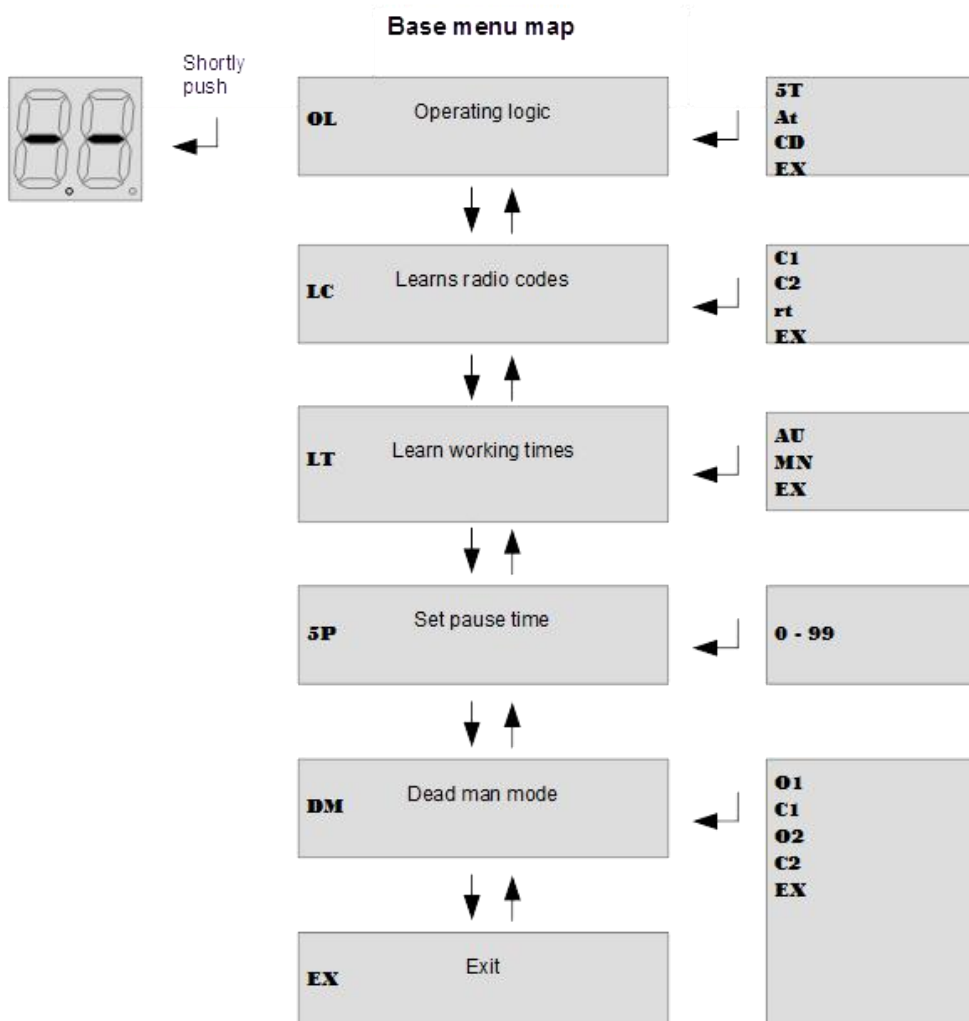 Base menu map
Shortly
push
OL Operating logic
5T
At
CD
EX
LC Learns radio codes
C1
C2
rt
EX
LT Learn working times
AU
MN
EX
5P Set pause time
0 - 99
DM Dead man mode
O1
C1
O2
C2
EX
EX Exit